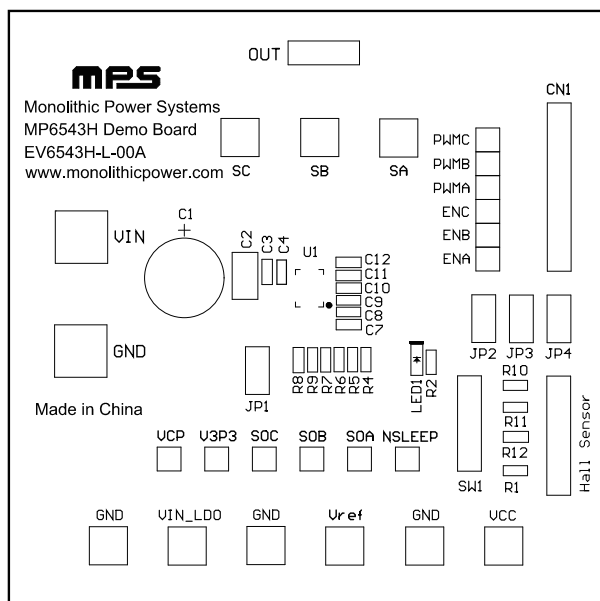 OUT
mps
Monolithic Power Systems
MP6543H Demo Board
EV6543H-L-00A
www.monolithicpower.com
CN1
SC
SB
SA
PWMC
PWMB
PWMA
ENC
ENB
ENA
VIN
C1
C2
C3
C4
U1
C12
C11
C10
C9
C8
C7
GND
JP1
R8
R9
R7
R6
R5
R4
LED1
R2
JP2
JP3
JP4
R10
R11
R12
R1
SW1
Hall Sensor
Made in China
VCP
V3P3
SOC
SOB
SOA
NSLEEP
GND
VIN_LDO
GND
Vref
GND
VCC